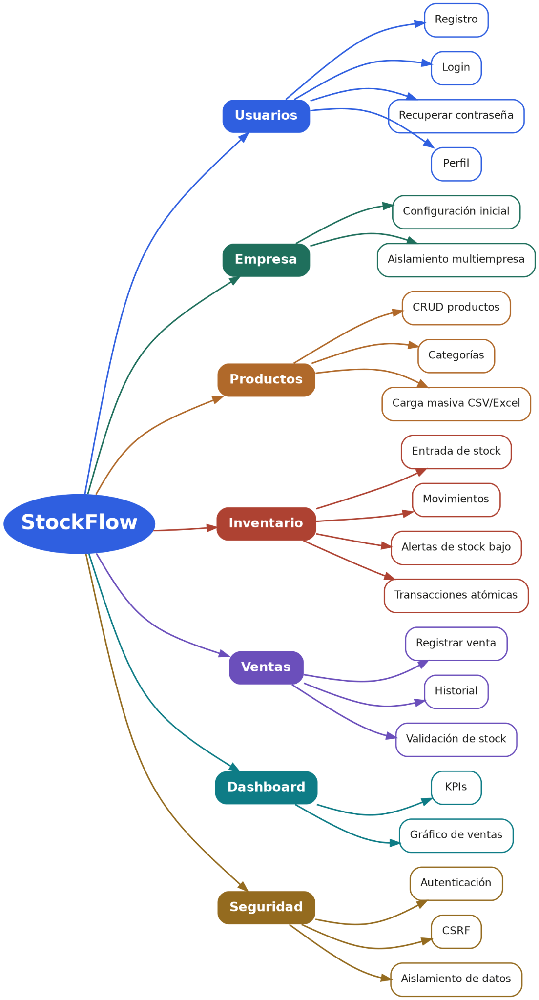 StockFlow
Usuarios
Registro
Login
Recuperar contraseña
Perfil
Empresa
Configuración inicial
Aislamiento multiempresa
Productos
CRUD productos
Categorías
Carga masiva CSV/Excel
Inventario
Entrada de stock
Movimientos
Alertas de stock bajo
Transacciones atómicas
Ventas
Registrar venta
Historial
Validación de stock
Dashboard
KPIs
Gráfico de ventas
Seguridad
Autenticación
CSRF
Aislamiento de datos